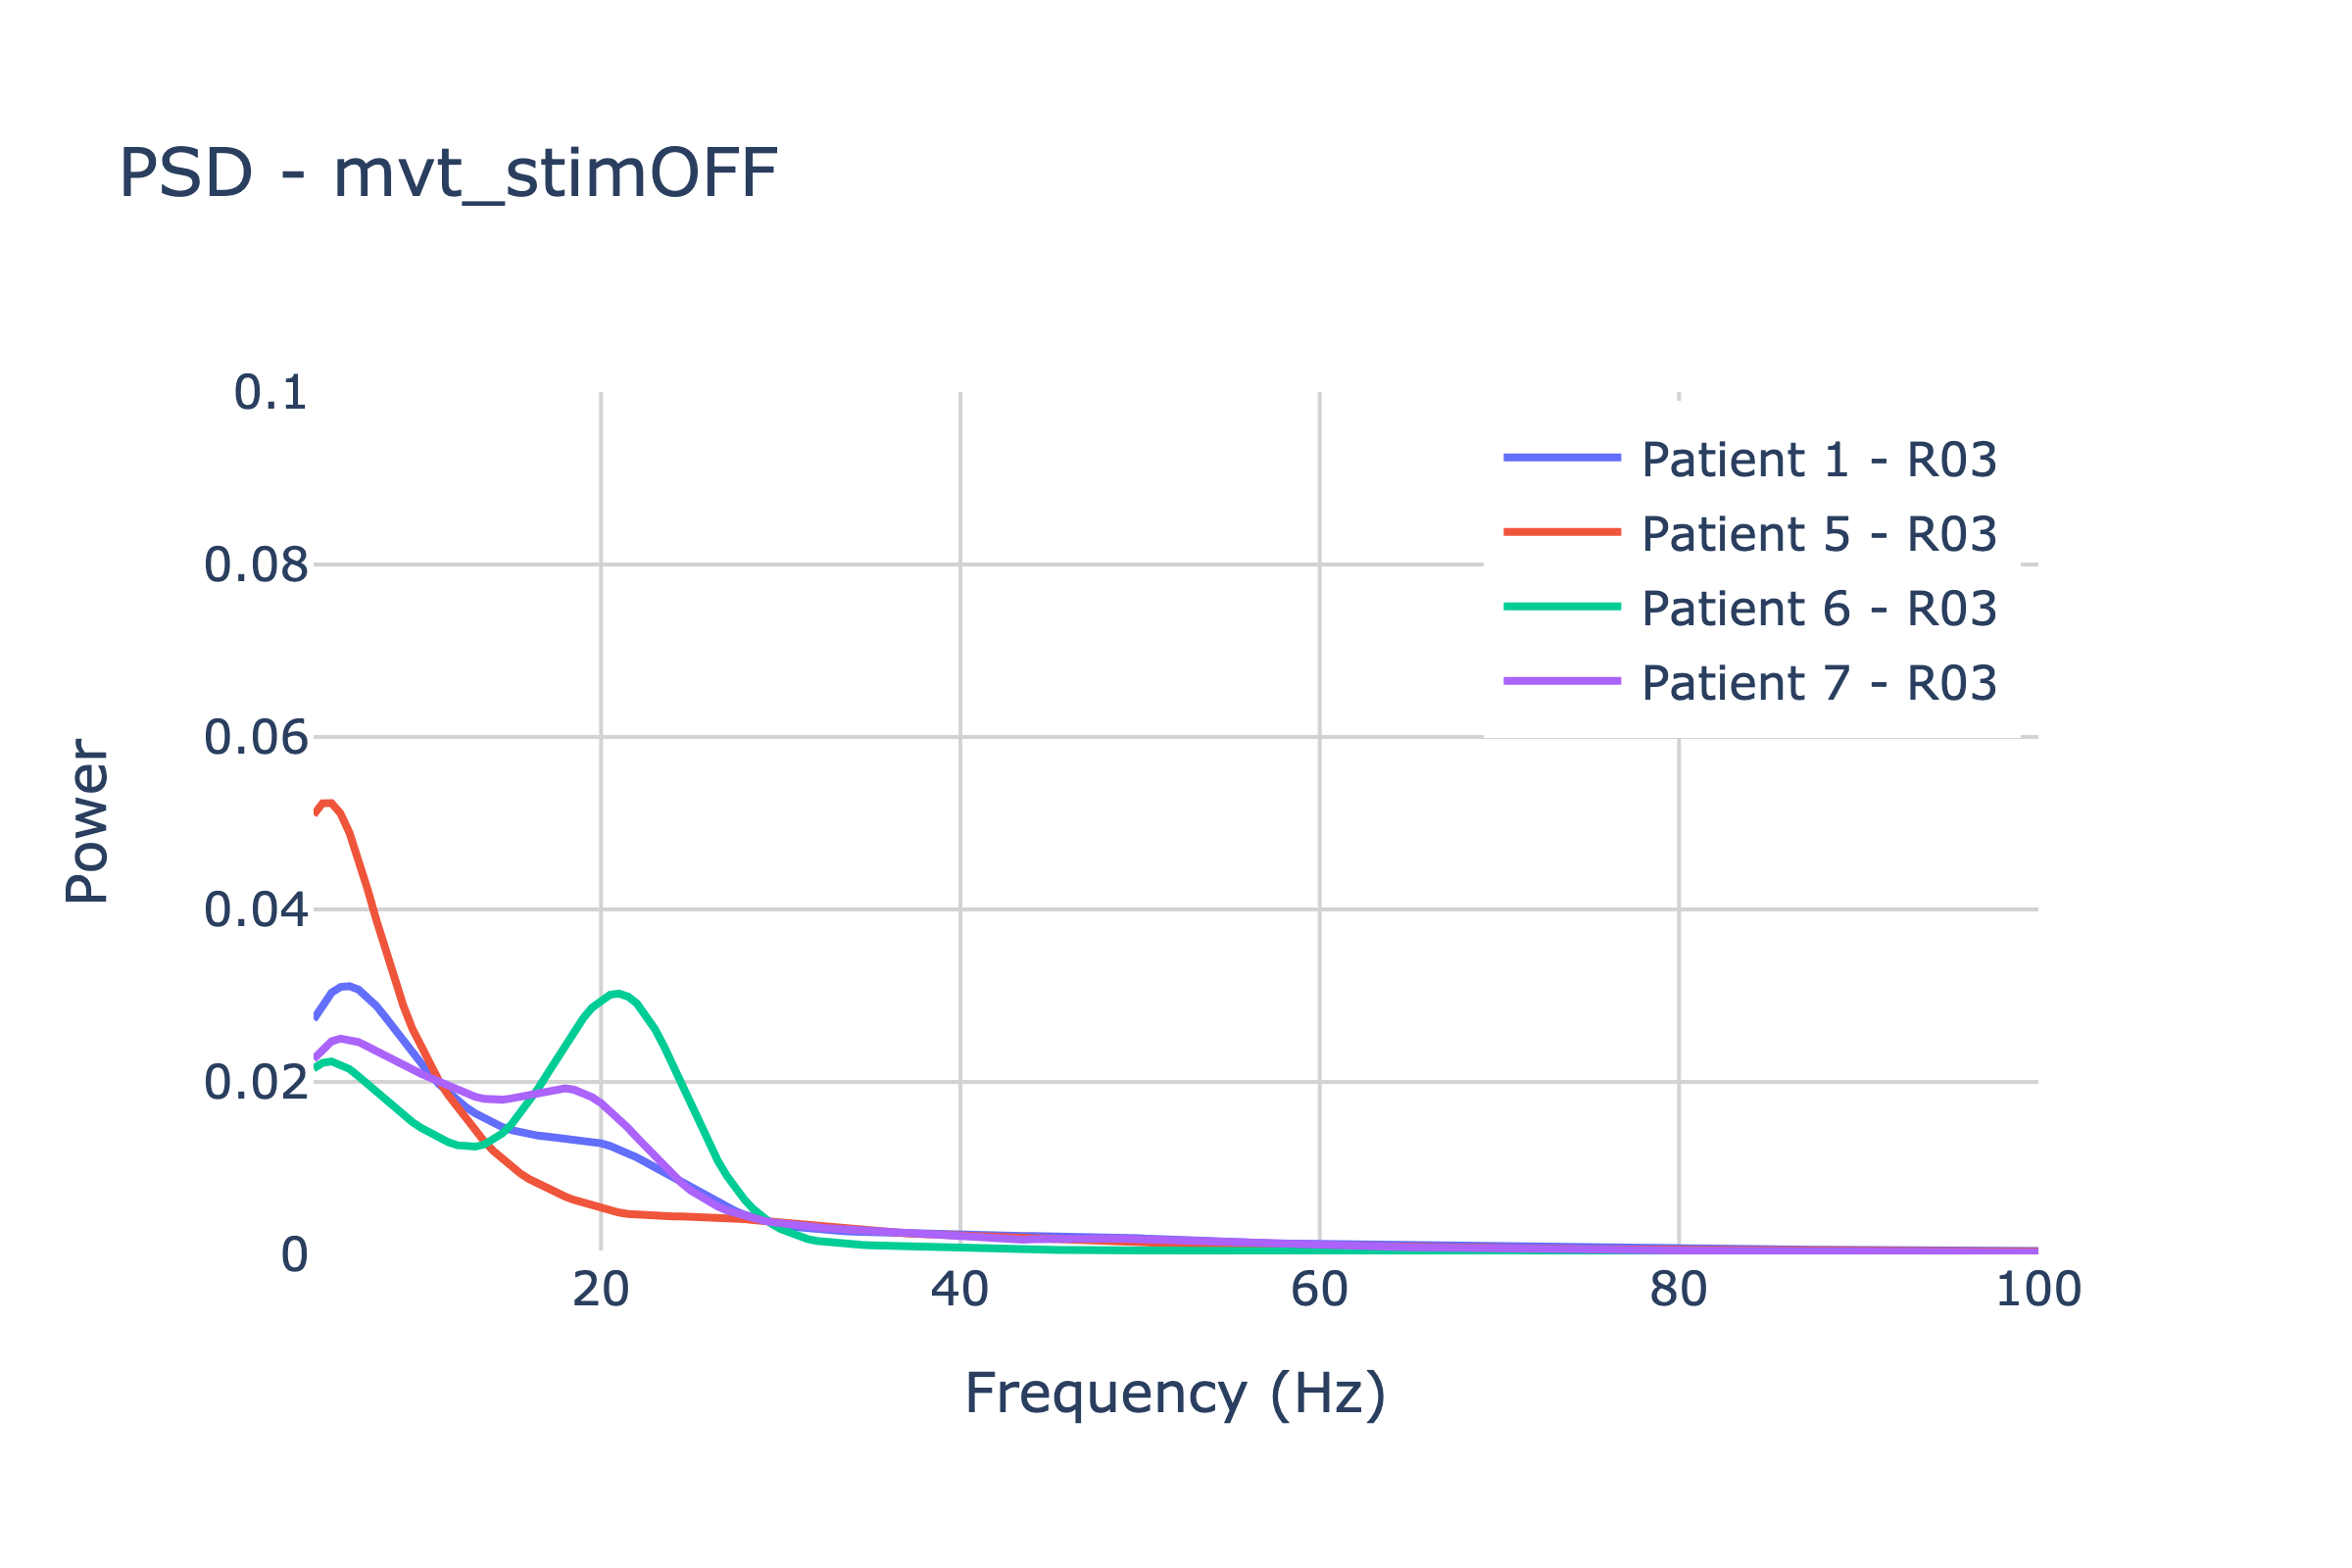 PSD - mvt_stimOFF
0.1
0.08
0.06
0.04
0.02
0
Power
20
40
60
80
100
Frequency (Hz)
Patient 1 - R03
Patient 5 - R03
Patient 6 - R03
Patient 7 - R03